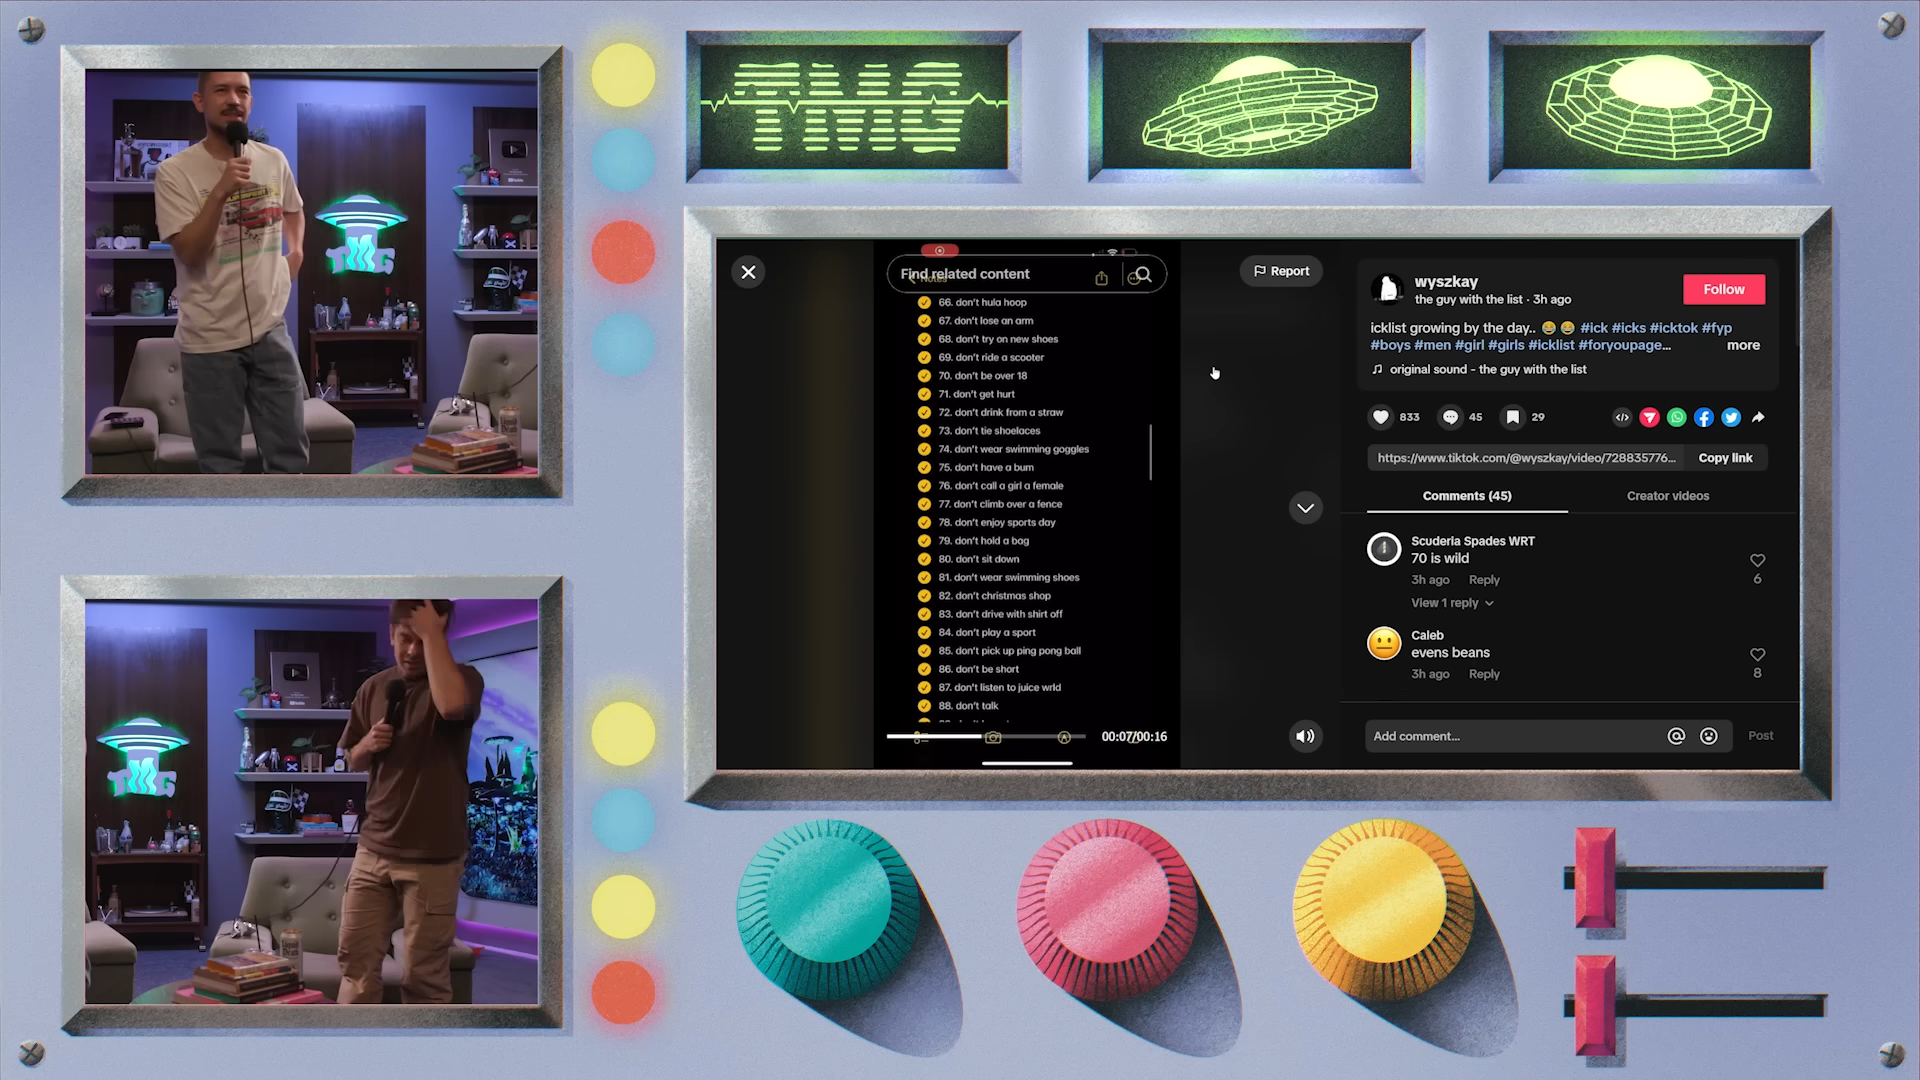 TMG
TMG
TMG
Find related content
66. don't hula hoop
67. don't lose an arm
68. don't try on new shoes
69. don't ride a scooter
70. don't be over 18
71. don't get hurt
72. don't drink from a straw
73. don't tie shoelaces
74. don't wear swimming goggles
75. don't have a bum
76. don't call a girl a female
77. don't climb over a fence
78. don't enjoy sports day
79. don't hold a bag
80. don't sit down
81. don't wear swimming shoes
82. don't christmas shop
83. don't drive with shirt off
84. don't play a sport
85. don't pick up ping pong ball
86. don't be short
87. don't listen to juice wrld
88. don't talk
00:07/00:16
Report
wyszkay
the guy with the list · 3h ago
Follow
icklist growing by the day.. 😂 😂 #ick #icks #icktok #fyp
#boys #men #girl #girls #icklist #foryoupage...
more
original sound - the guy with the list
833
45
29
https://www.tiktok.com/@wyszkay/video/728835776...
Copy link
Comments (45)
Creator videos
Scuderia Spades WRT
70 is wild
3h ago Reply
6
View 1 reply
Caleb
evens beans
3h ago Reply
8
Add comment...
Post